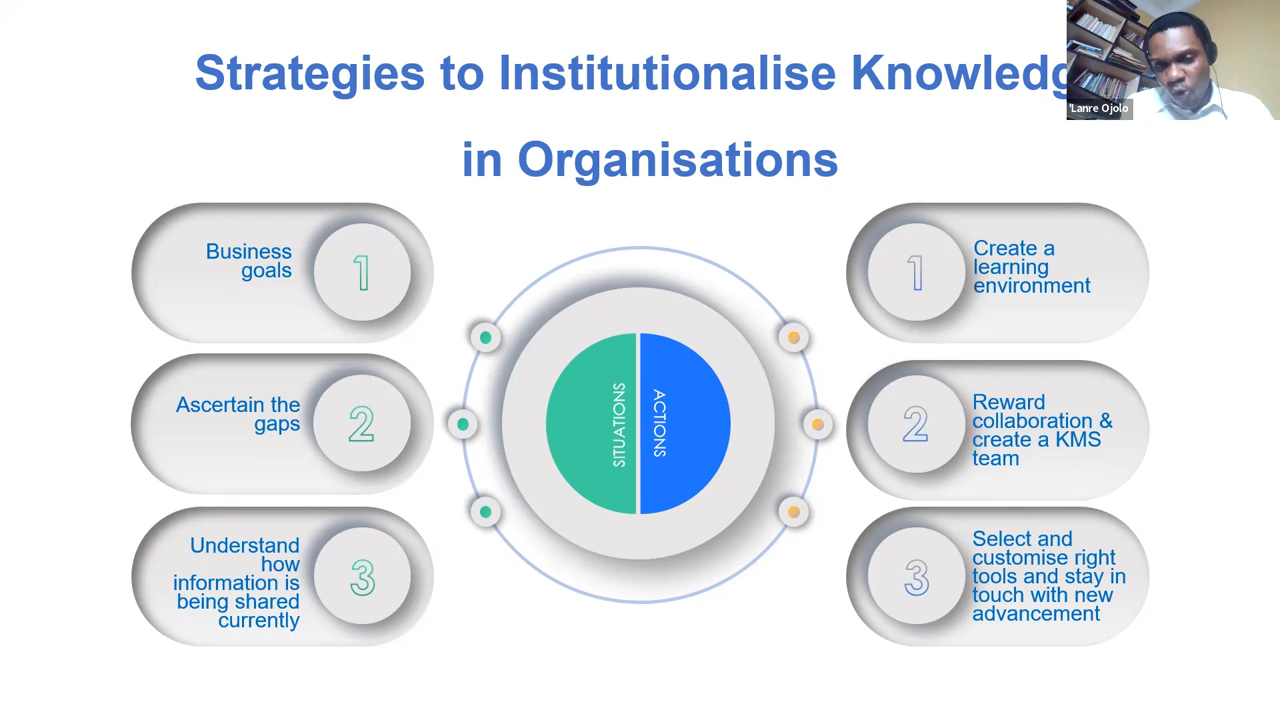 Strategies to Institutionalise Knowledg
in Organisations
'Lanre Ojolo
Business
goals
1
Ascertain the
gaps
2
Understand
how
information is
being shared
currently
3
SITUATIONS
ACTIONS
1
Create a
learning
environment
2
Reward
collaboration &
create a KMS
team
3
Select and
customise right
tools and stay in
touch with new
advancement